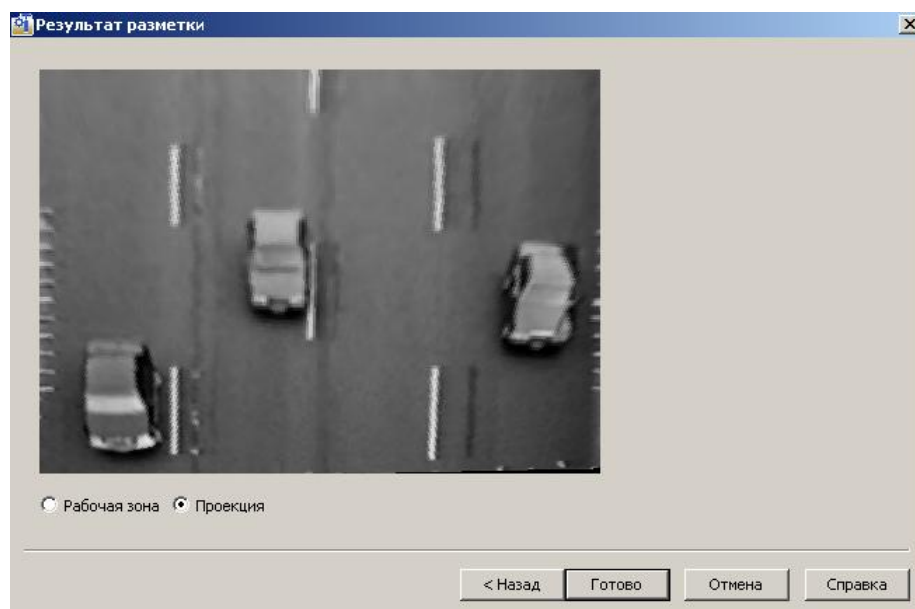 Результат разметки
Рабочая зона Проекция
< Назад Готово Отмена Справка